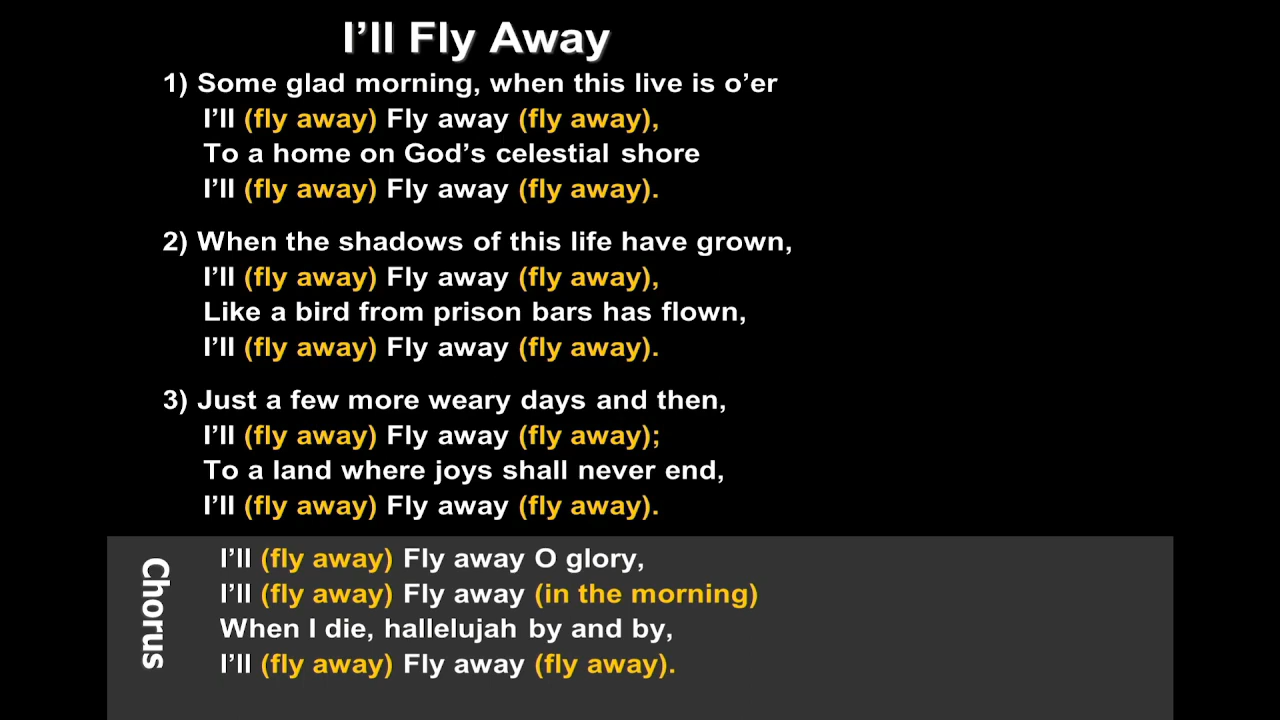 I’ll Fly Away
1) Some glad morning, when this live is o’er
I’ll (fly away) Fly away (fly away),
To a home on God’s celestial shore
I’ll (fly away) Fly away (fly away).
2) When the shadows of this life have grown,
I’ll (fly away) Fly away (fly away),
Like a bird from prison bars has flown,
I’ll (fly away) Fly away (fly away).
3) Just a few more weary days and then,
I’ll (fly away) Fly away (fly away);
To a land where joys shall never end,
I’ll (fly away) Fly away (fly away).
Chorus
I’ll (fly away) Fly away O glory,
I’ll (fly away) Fly away (in the morning)
When I die, hallelujah by and by,
I’ll (fly away) Fly away (fly away).